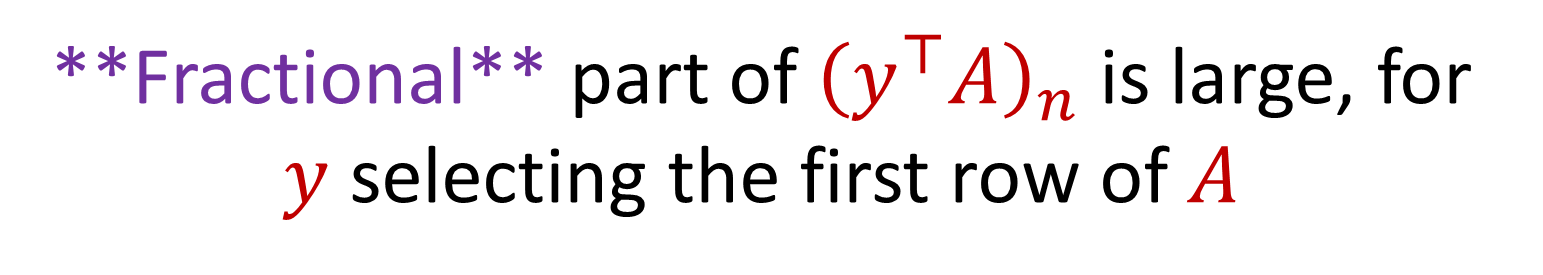 **Fractional** part of (y⊤A)ₙ is large, for
y selecting the first row of A